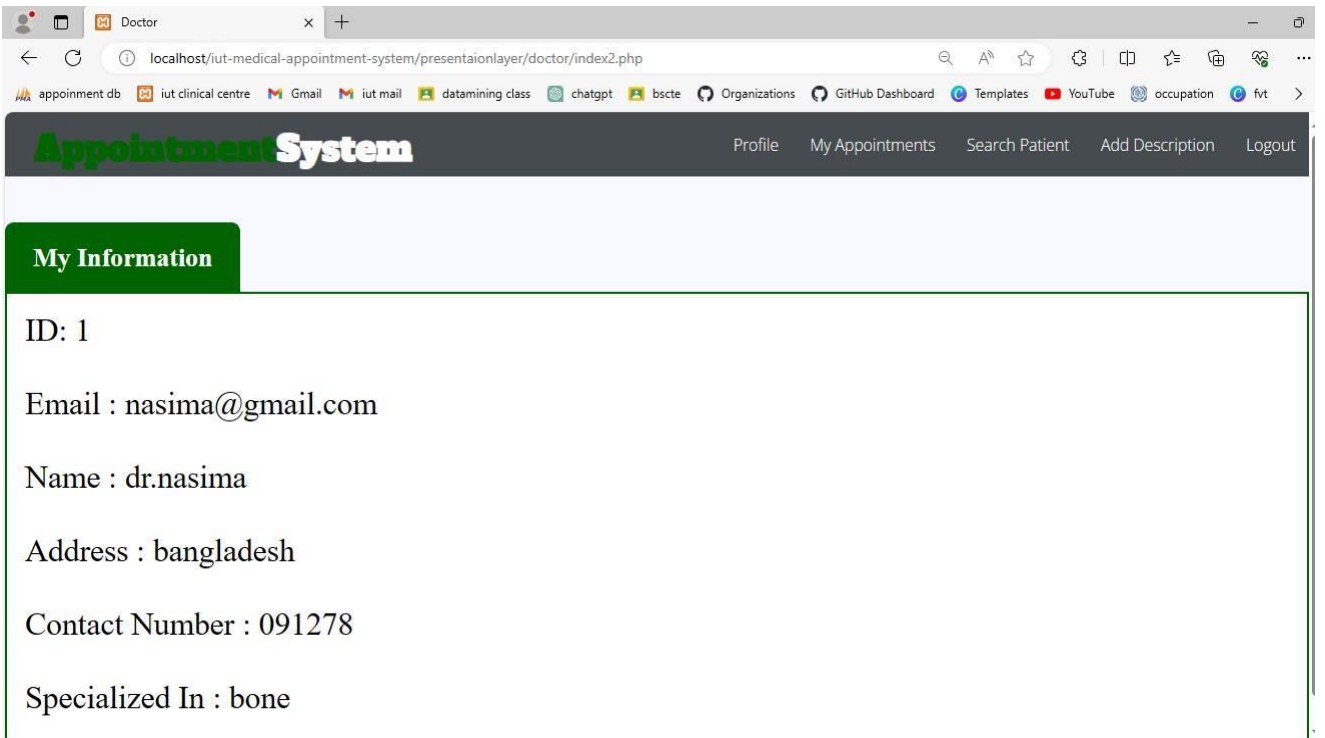 Doctor
localhost/iut-medical-appointment-system/presentaionlayer/doctor/index2.php
appoinment db iut clinical centre Gmail iut mail datamining class chatgpt bscte Organizations GitHub Dashboard Templates YouTube occupation fvt
AppointmentSystem Profile My Appointments Search Patient Add Description Logout
My Information
ID: 1
Email : nasima@gmail.com
Name : dr.nasima
Address : bangladesh
Contact Number : 091278
Specialized In : bone